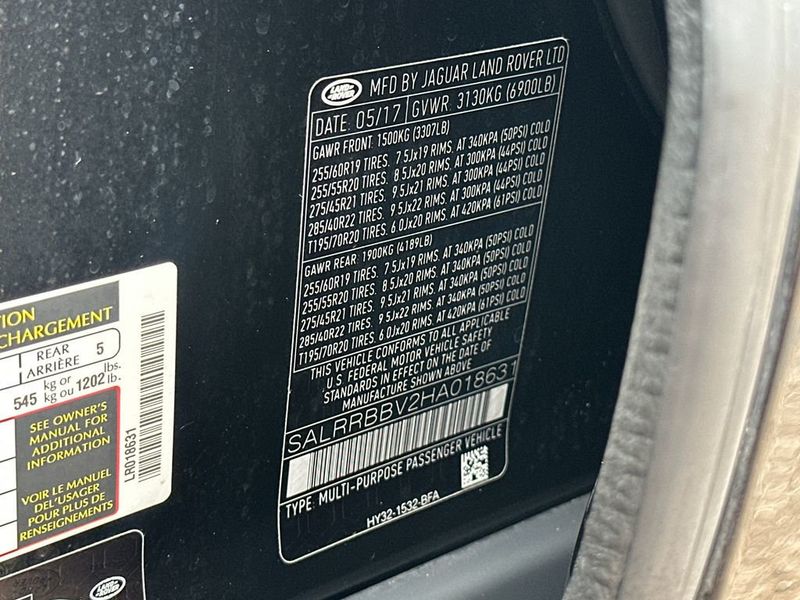 LAND ROVER MFD BY JAGUAR LAND ROVER LTD
DATE: 05/17 GVWR: 3130KG (6900LB)
GAWR FRONT: 1500KG (3307LB)
255/60R19 TIRES. 7 5Jx19 RIMS. AT 340KPA (50PSI) COLD
255/55R20 TIRES. 8 5Jx20 RIMS. AT 300KPA (44PSI) COLD
275/45R21 TIRES. 9 5Jx21 RIMS. AT 300KPA (44PSI) COLD
285/40R22 TIRES. 9 5Jx22 RIMS. AT 300KPA (44PSI) COLD
T195/70R20 TIRES. 6 0Jx20 RIMS. AT 420KPA (61PSI) COLD
GAWR REAR: 1900KG (4189LB)
255/60R19 TIRES. 7 5Jx19 RIMS. AT 340KPA (50PSI) COLD
255/55R20 TIRES. 8 5Jx20 RIMS. AT 340KPA (50PSI) COLD
275/45R21 TIRES. 9 5Jx21 RIMS. AT 340KPA (50PSI) COLD
285/40R22 TIRES. 9 5Jx22 RIMS. AT 340KPA (50PSI) COLD
T195/70R20 TIRES. 6 0Jx20 RIMS. AT 420KPA (61PSI) COLD
THIS VEHICLE CONFORMS TO ALL APPLICABLE
U.S. FEDERAL MOTOR VEHICLE SAFETY
STANDARDS IN EFFECT ON THE DATE OF
MANUFACTURE SHOWN ABOVE
SALRRBBV2HA018631
TYPE: MULTI-PURPOSE PASSENGER VEHICLE
HY32-1532-BFA
CHARGEMENT
REAR 5
ARRIÈRE
545 kg or 1202 lbs.
kg ou lb.
SEE OWNER'S
MANUAL FOR
ADDITIONAL
INFORMATION
VOIR LE MANUEL
DEL'USAGER
POUR PLUS DE
RENSEIGNEMENTS
LR018631
LAND ROVER